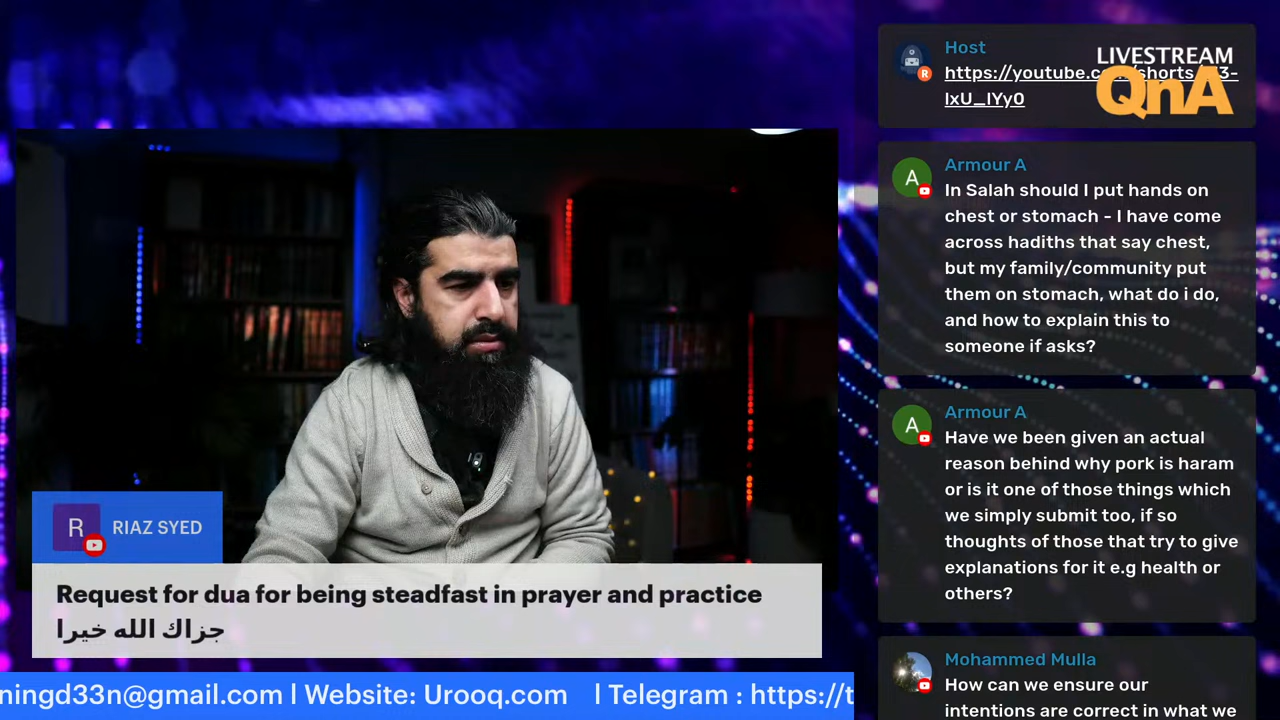 Host
https://youtube.c
LIVESTREAM
QnA
IxU_IYy0
A
Armour A
In Salah should I put hands on
chest or stomach - I have come
across hadiths that say chest,
but my family/community put
them on stomach, what do i do,
and how to explain this to
someone if asks?
A
Armour A
Have we been given an actual
reason behind why pork is haram
or is it one of those things which
we simply submit too, if so
thoughts of those that try to give
explanations for it e.g health or
others?
Mohammed Mulla
How can we ensure our
intentions are correct in what we
R
RIAZ SYED
Request for dua for being steadfast in prayer and practice
جزاك الله خيرا
ningd33n@gmail.com l Website: Urooq.com l Telegram : https://t